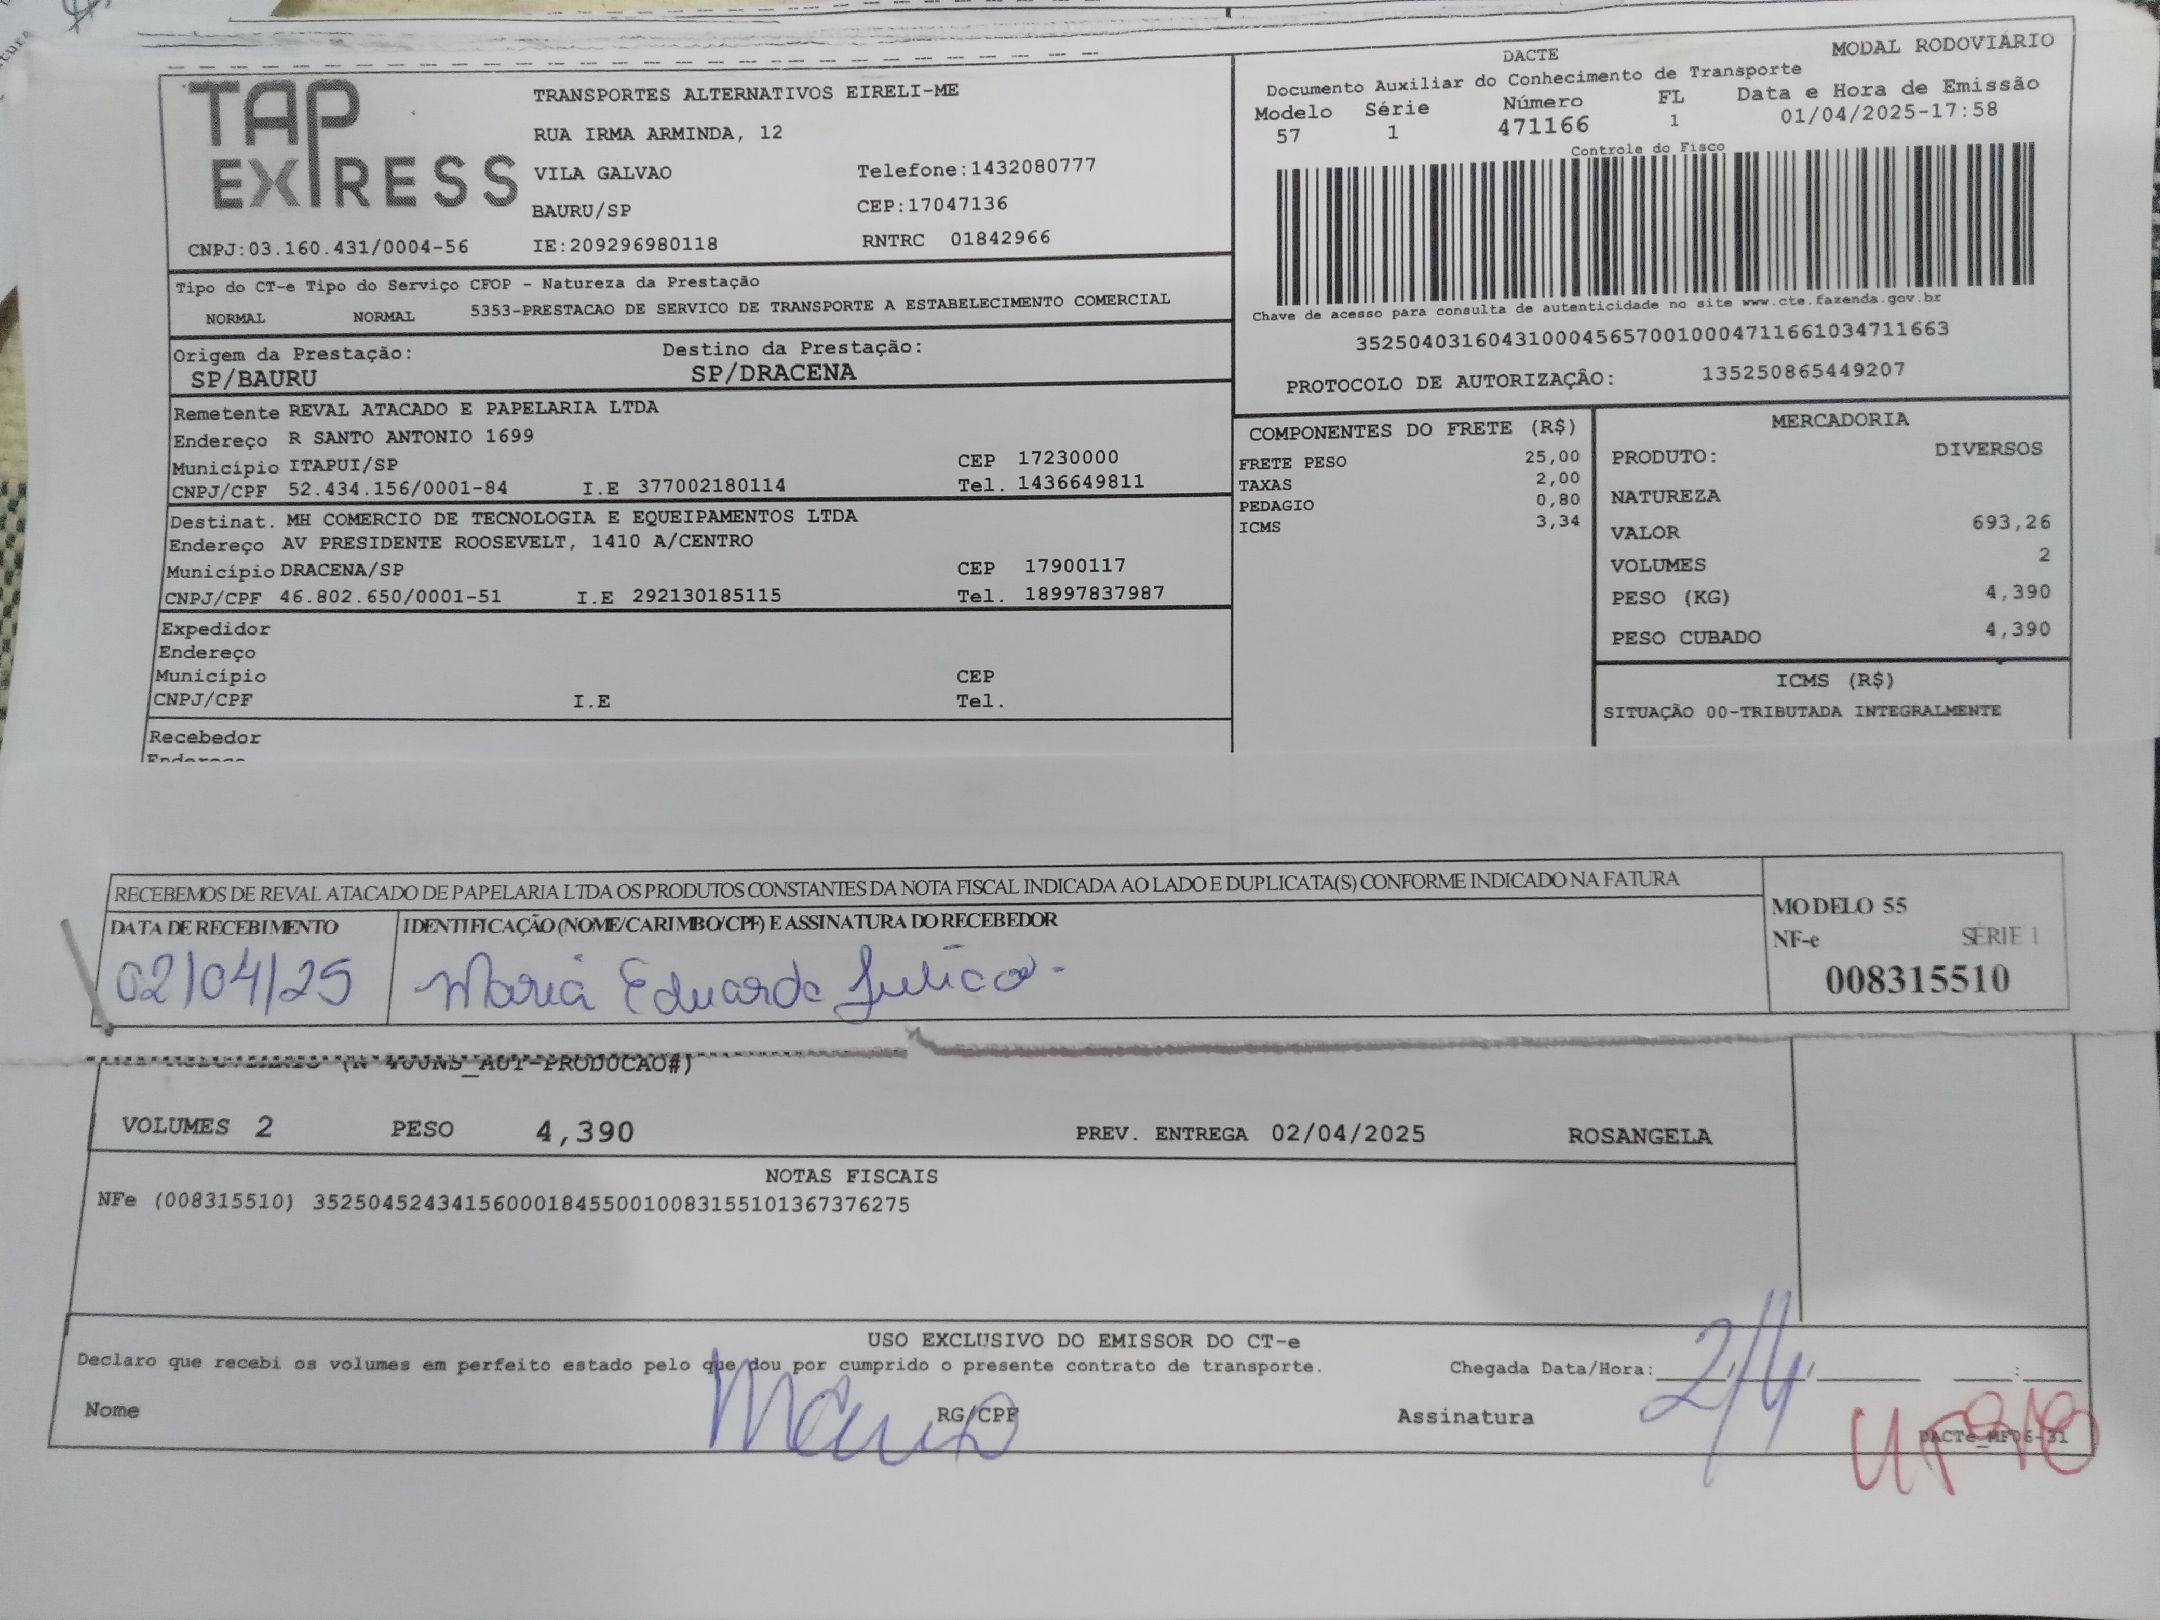 TAP EXPRESS
TRANSPORTES ALTERNATIVOS EIRELI-ME
RUA IRMA ARMINDA, 12
VILA GALVAO Telefone:1432080777
BAURU/SP CEP:17047136
CNPJ:03.160.431/0004-56 IE:209296980118 RNTRC 01842966
DACTE MODAL RODOVIÁRIO
Documento Auxiliar do Conhecimento de Transporte
Modelo Série Número FL Data e Hora de Emissão
57 1 471166 1 01/04/2025-17:58
Controle do Fisco
Chave de acesso para consulta de autenticidade no site www.cte.fazenda.gov.br
35250403160431000456570010004711661034711663
PROTOCOLO DE AUTORIZAÇÃO: 135250865449207
Tipo do CT-e Tipo do Serviço CFOP - Natureza da Prestação
NORMAL NORMAL 5353-PRESTACAO DE SERVICO DE TRANSPORTE A ESTABELECIMENTO COMERCIAL
Origem da Prestação: Destino da Prestação:
SP/BAURU SP/DRACENA
Remetente REVAL ATACADO E PAPELARIA LTDA
Endereço R SANTO ANTONIO 1699
Município ITAPUI/SP CEP 17230000
CNPJ/CPF 52.434.156/0001-84 I.E 377002180114 Tel. 1436649811
Destinat. MH COMERCIO DE TECNOLOGIA E EQUEIPAMENTOS LTDA
Endereço AV PRESIDENTE ROOSEVELT, 1410 A/CENTRO
Município DRACENA/SP CEP 17900117
CNPJ/CPF 46.802.650/0001-51 I.E 292130185115 Tel. 18997837987
Expedidor
Endereço
Município CEP
CNPJ/CPF I.E Tel.
Recebedor
Endereço
COMPONENTES DO FRETE (R$)
FRETE PESO 25,00
TAXAS 2,00
PEDAGIO 0,80
ICMS 3,34
MERCADORIA
PRODUTO: DIVERSOS
NATUREZA
VALOR 693,26
VOLUMES 2
PESO (KG) 4,390
PESO CUBADO 4,390
ICMS (R$)
SITUAÇÃO 00-TRIBUTADA INTEGRALMENTE
RECEBEMOS DE REVAL ATACADO DE PAPELARIA LTDA OS PRODUTOS CONSTANTES DA NOTA FISCAL INDICADA AO LADO E DUPLICATA(S) CONFORME INDICADO NA FATURA
DATA DE RECEBIMENTO IDENTIFICAÇÃO (NOME/CARIMBO/CPF) E ASSINATURA DO RECEBEDOR
02/04/25 Maria Eduarda
MODELO 55
NF-e SÉRIE 1
008315510
VOLUMES 2 PESO 4,390 PREV. ENTREGA 02/04/2025 ROSANGELA
NOTAS FISCAIS
NFe (008315510) 35250452434156000184550010083155101367376275
USO EXCLUSIVO DO EMISSOR DO CT-e
Declaro que recebi os volumes em perfeito estado pelo que dou por cumprido o presente contrato de transporte. Chegada Data/Hora: 2/4
Nome RG/CPF Assinatura
DACTe_MF06-31